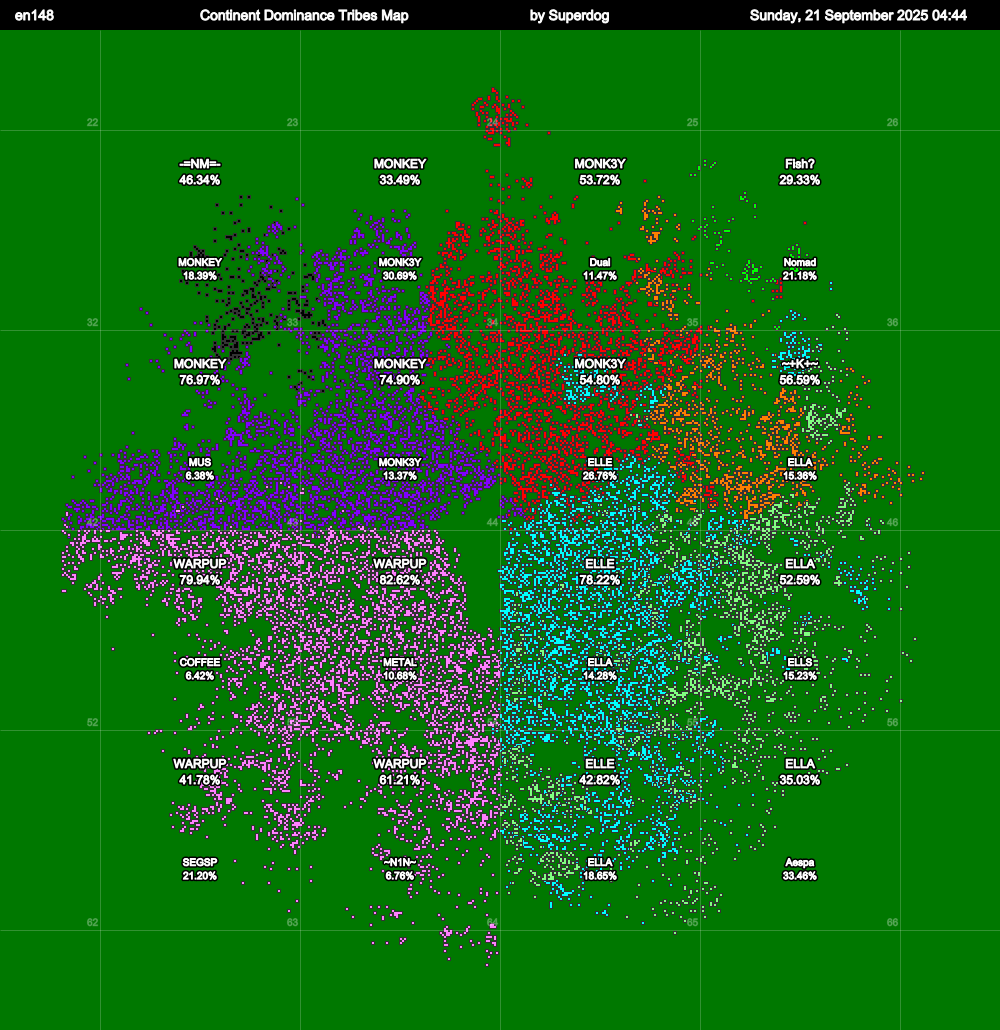 en148 Continent Dominance Tribes Map by Superdog Sunday, 21 September 2025 04:44
22 23 24 25 26
-=NM=- MONKEY MONK3Y Fish?
46.34% 33.49% 53.72% 29.33%
MONKEY MONK3Y Dual Nomad
18.39% 30.69% 11.47% 21.18%
32 33 34 35 36
MONKEY MONKEY MONK3Y ~+K+~
76.97% 74.90% 54.80% 56.59%
MUS MONK3Y ELLE ELLA
6.38% 13.37% 28.76% 15.36%
42 43 44 45 46
WARPUP WARPUP ELLE ELLA
79.94% 82.62% 78.22% 52.59%
COFFEE METAL ELLA ELLS
6.42% 10.68% 14.28% 15.23%
52 56
WARPUP WARPUP ELLE ELLA
41.78% 61.21% 42.82% 35.03%
SEGSP ~N1N~ ELLA Aespa
21.20% 6.76% 18.65% 33.46%
62 63 64 65 66